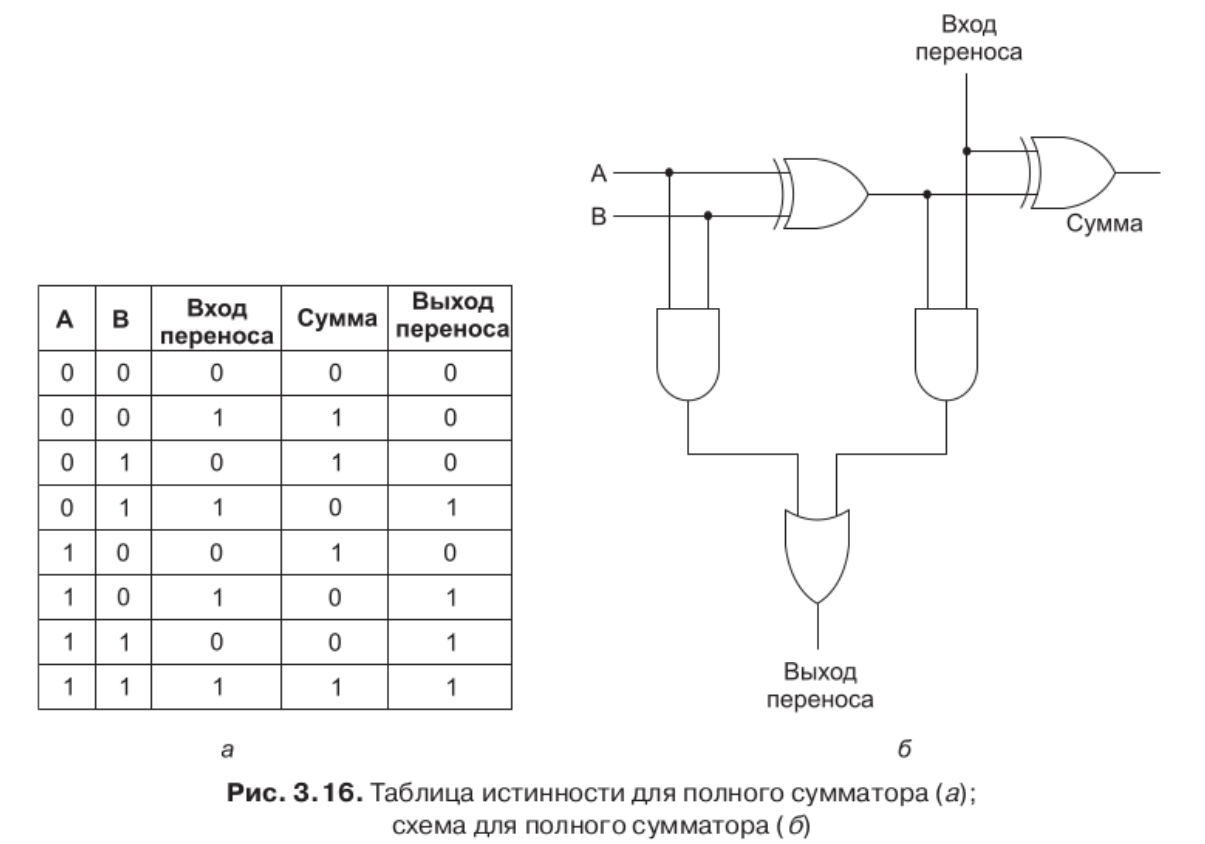 Вход
переноса
A
B
Сумма
A B Вход переноса Сумма Выход переноса
0 0 0 0 0
0 0 1 1 0
0 1 0 1 0
0 1 1 0 1
1 0 0 1 0
1 0 1 0 1
1 1 0 0 1
1 1 1 1 1
Выход
переноса
а
б
Рис. 3.16. Таблица истинности для полного сумматора (а);
схема для полного сумматора (б)